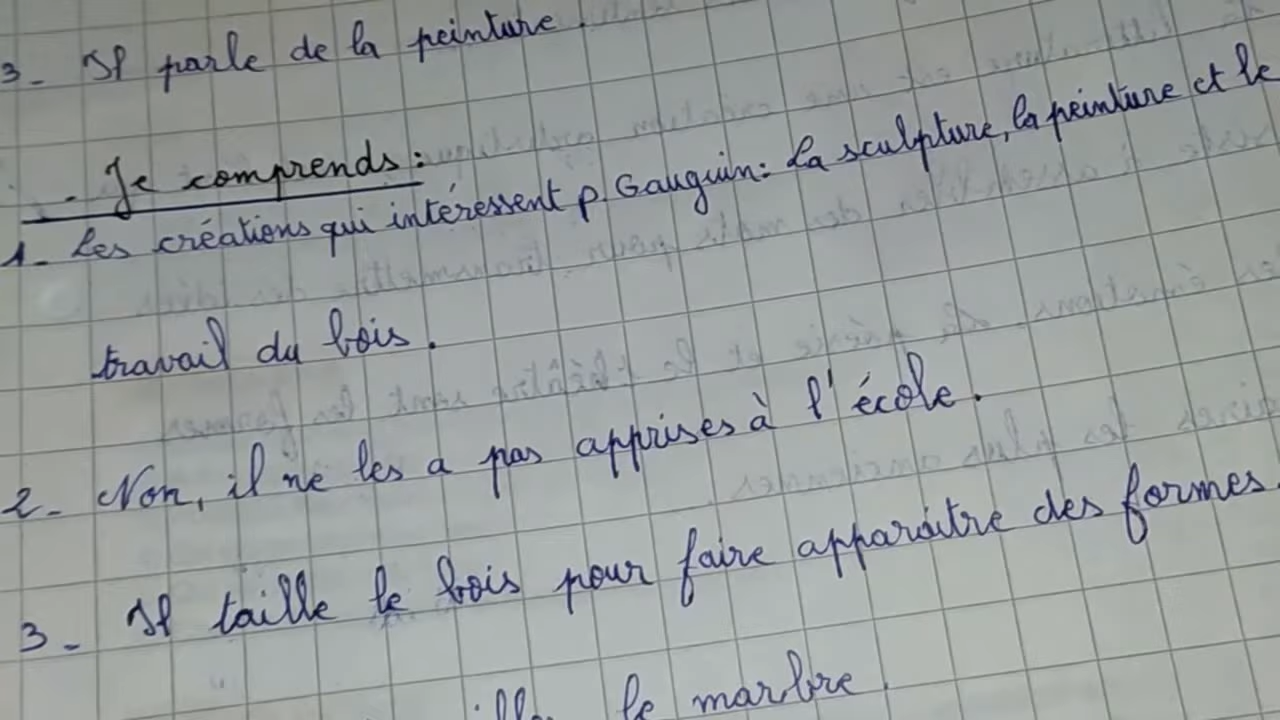 3- Il parle de la peinture.
- Je comprends:
1- Les créations qui intéressent p. Gauguin: la sculpture, la peinture et le
travail du bois.
2- Non, il ne les a pas apprises à l'école.
3- Il taille le bois pour faire apparaître des formes.
le marbre.